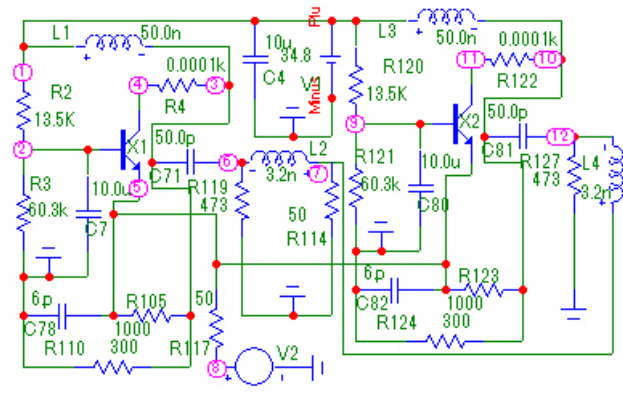 L1 50.0n
Plu
L3 50.0n
10u
34.8
C4
V
Minus
1
4
0.0001k
3
R2
R4
13.5K
R120
13.5K
11
0.0001k
10
R122
2
X1
50.0p
C71
6
L2
3.2n
7
9
X2
50.0p
C81
12
R3
60.3k
10.0u
C7
5
R119
473
50
R114
R121
60.3k
10.0u
C80
R127
473
L4
3.2n
6.p
C78
R105
1000
R110
300
50
R117
8
V2
6.p
C82
R123
1000
R124
300